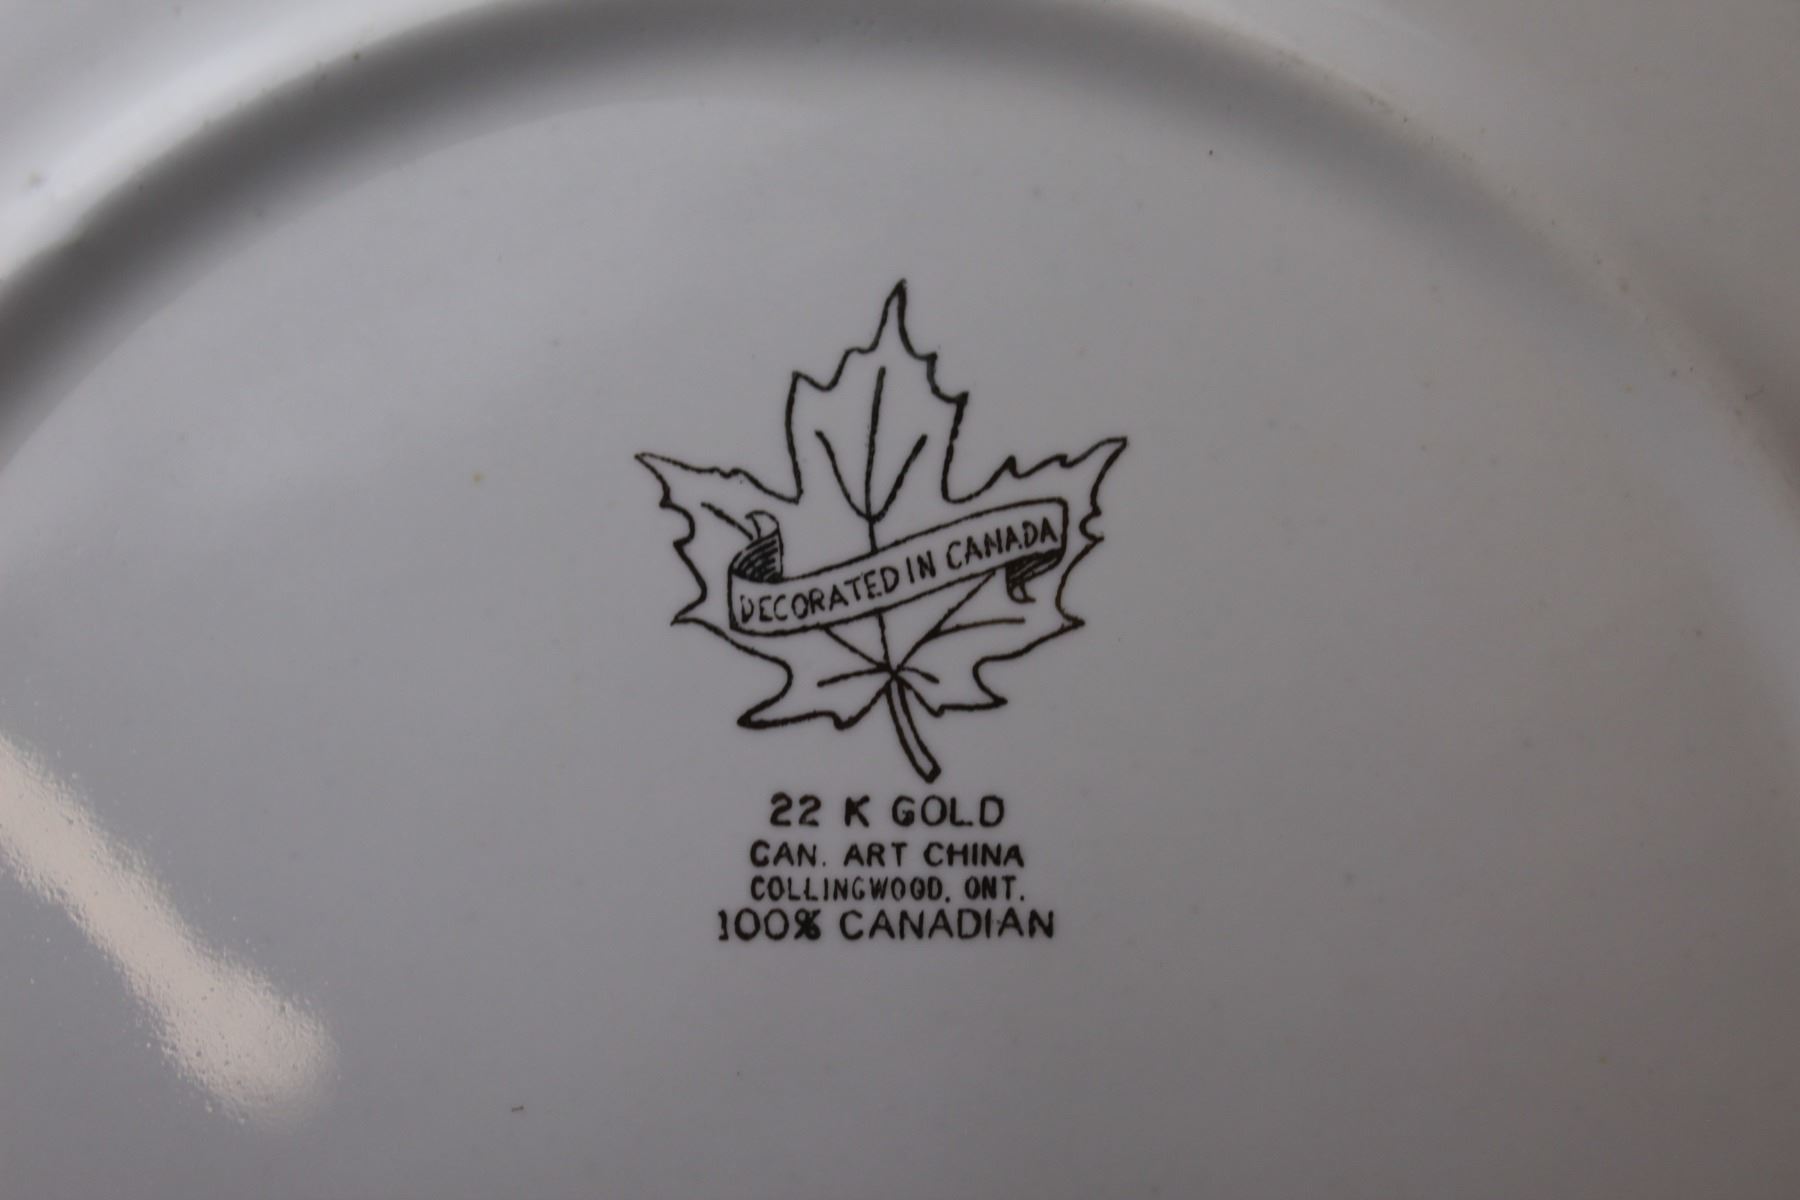 DECORATED IN CANADA
22 K GOLD
CAN. ART CHINA
COLLINGWOOD, ONT.
100% CANADIAN